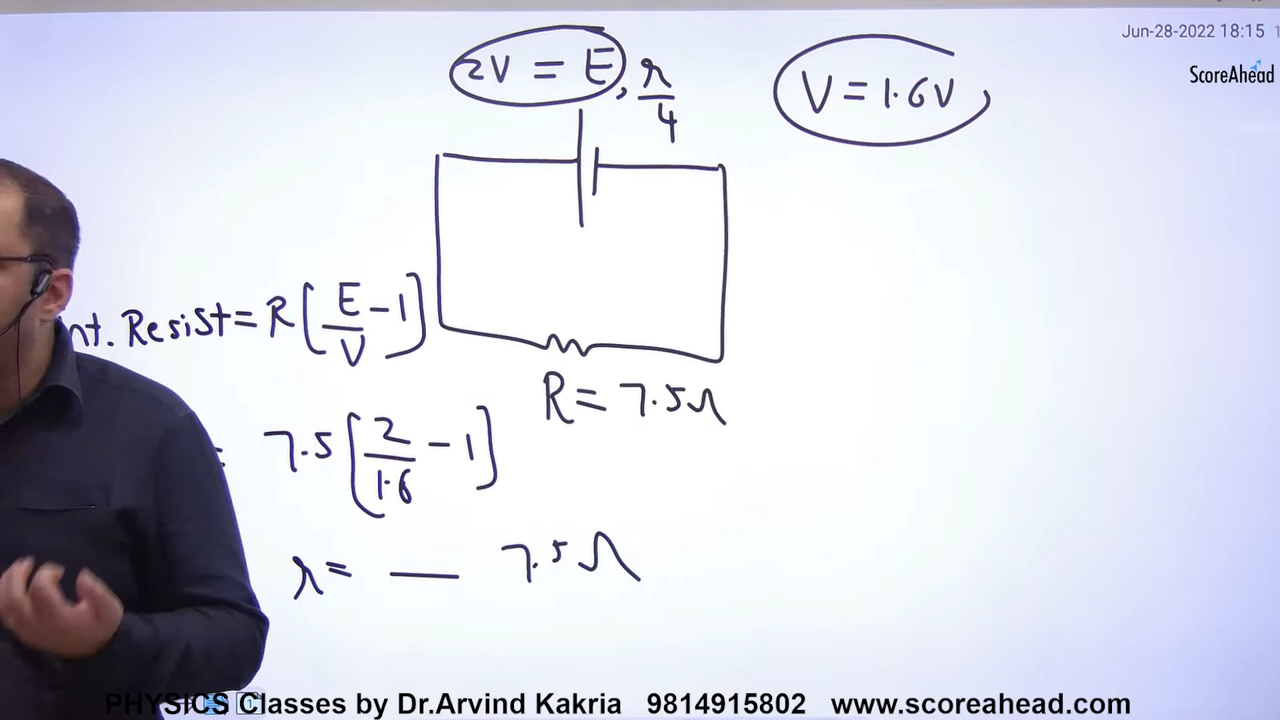 Jun-28-2022 18:15
ScoreAhead
2V = E, r/4
V = 1.6V
nt. Resist = R[E/V - 1]
R = 7.5Ω
= 7.5[2/1.6 - 1]
r = — 7.5Ω
PHYSICS Classes by Dr.Arvind Kakria 9814915802 www.scoreahead.com